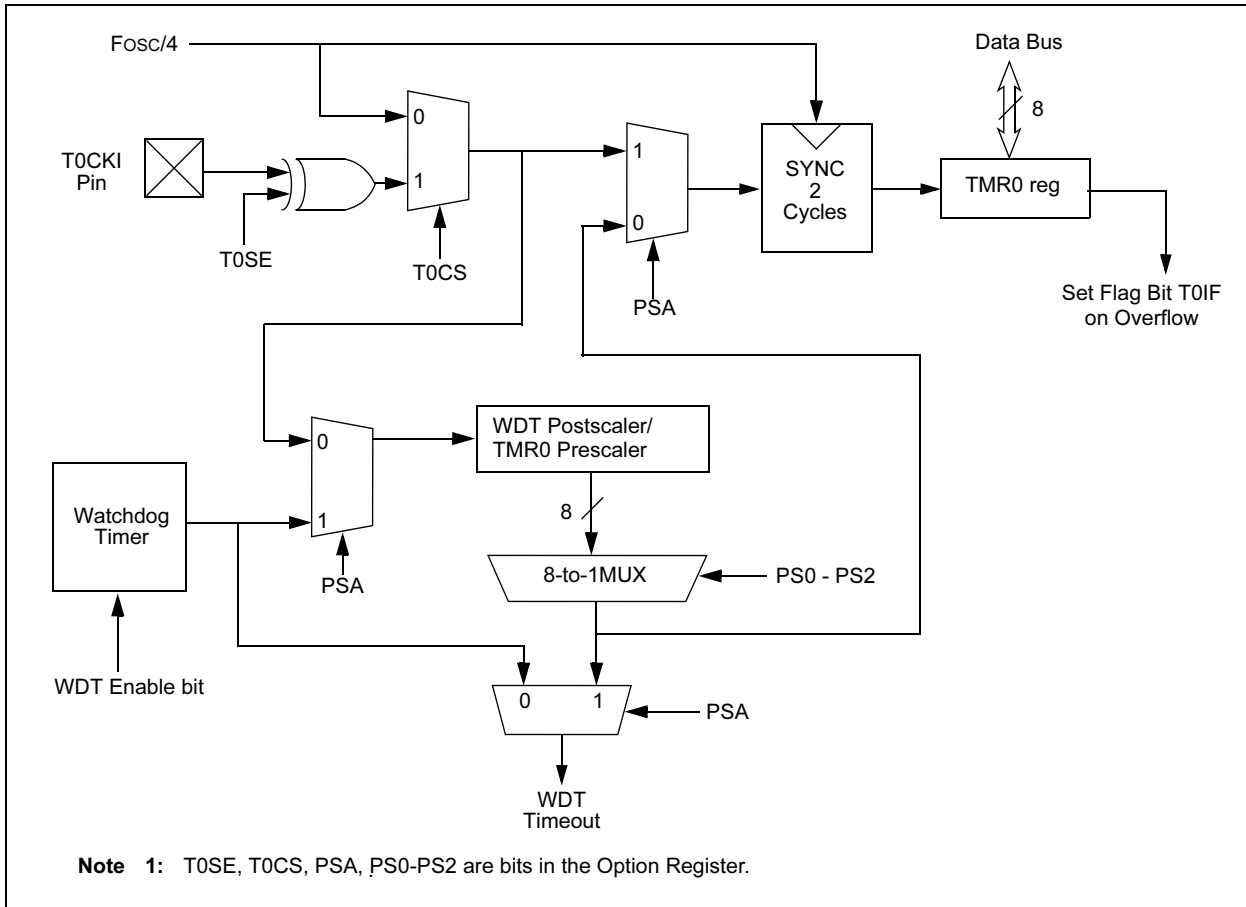 FOSC/4
Data Bus
8
T0CKI
Pin
0
1
T0SE
T0CS
1
0
PSA
SYNC
2
Cycles
TMR0 reg
Set Flag Bit T0IF
on Overflow
0
1
PSA
WDT Postscaler/
TMR0 Prescaler
Watchdog
Timer
WDT Enable bit
8
8-to-1MUX
PS0 - PS2
0
1
PSA
WDT
Timeout
Note 1: T0SE, T0CS, PSA, PS0-PS2 are bits in the Option Register.